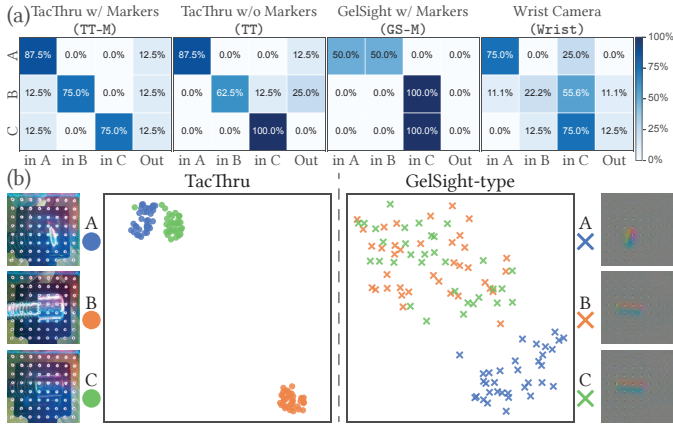 (a) TacThru w/ Markers TacThru w/o Markers GelSight w/ Markers Wrist Camera
(TT-M) (TT) (GS-M) (Wrist)
A 87.5% 0.0% 0.0% 12.5% 87.5% 0.0% 0.0% 12.5% 50.0% 50.0% 0.0% 0.0% 75.0% 0.0% 25.0% 0.0%
B 12.5% 75.0% 0.0% 12.5% 0.0% 62.5% 12.5% 25.0% 0.0% 0.0% 100.0% 0.0% 11.1% 22.2% 55.6% 11.1%
C 12.5% 0.0% 75.0% 12.5% 0.0% 0.0% 100.0% 0.0% 0.0% 0.0% 100.0% 0.0% 0.0% 12.5% 75.0% 12.5%
in A in B in C Out in A in B in C Out in A in B in C Out in A in B in C Out
100%
75%
50%
25%
0%
(b) TacThru GelSight-type
A A
B B
C C